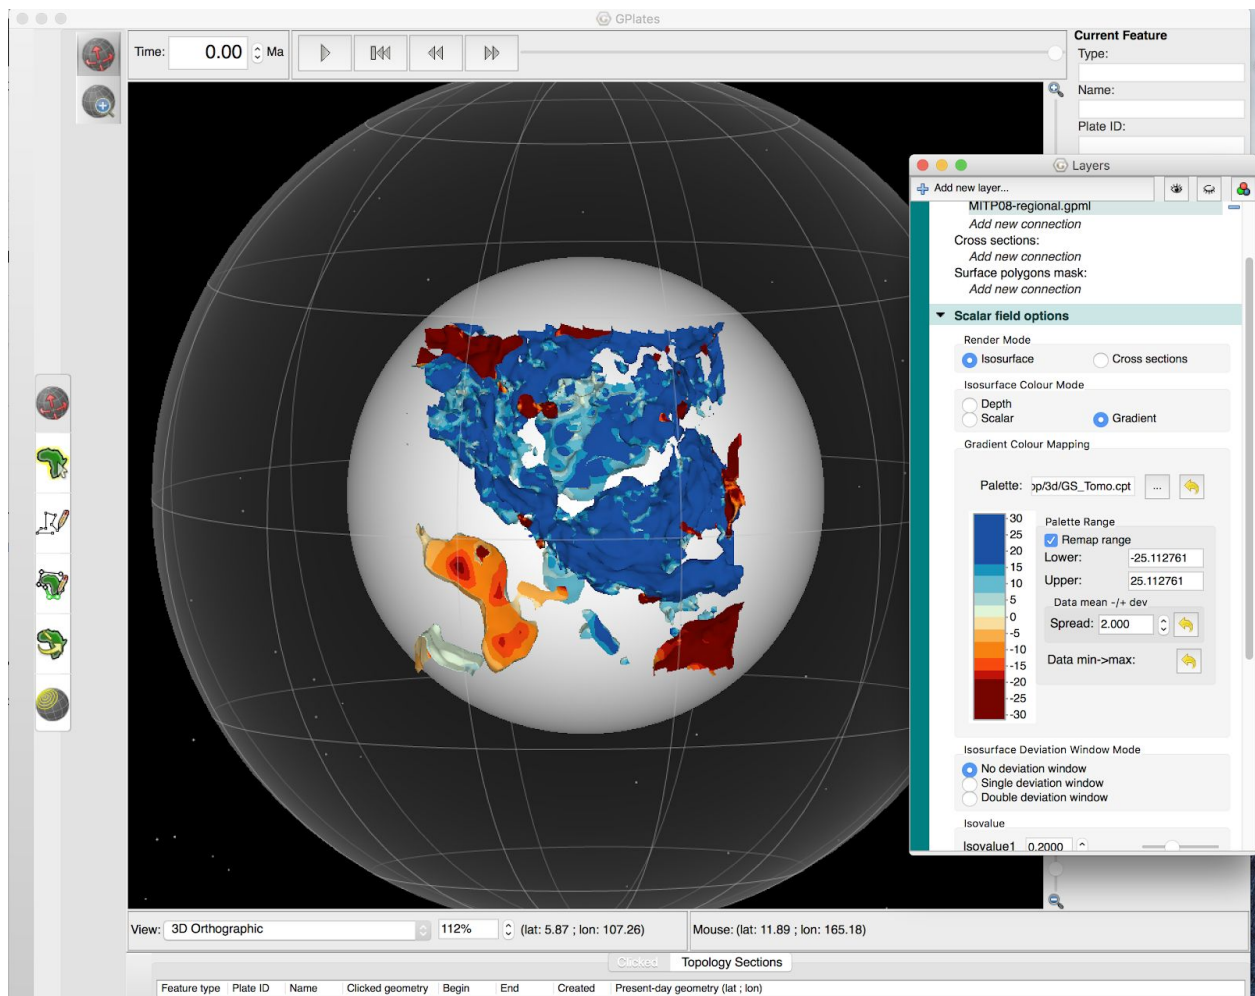 GPlates
Time: 0.00 Ma
Current Feature
Type:
Name:
Plate ID:
Layers
Add new layer...
MITP08-regional.gpml
Add new connection
Cross sections:
Add new connection
Surface polygons mask:
Add new connection
Scalar field options
Render Mode
Isosurface Cross sections
Isosurface Colour Mode
Depth
Scalar Gradient
Gradient Colour Mapping
Palette: op/3d/GS_Tomo.cpt ...
30
25
20
15
10
5
0
-5
-10
-15
-20
-25
-30
Palette Range
Remap range
Lower: -25.112761
Upper: 25.112761
Data mean -/+ dev
Spread: 2.000
Data min->max:
Isosurface Deviation Window Mode
No deviation window
Single deviation window
Double deviation window
Isovalue
Isovalue1 0.2000
View: 3D Orthographic 112% (lat: 5.87 ; lon: 107.26) Mouse: (lat: 11.89 ; lon: 165.18)
Clicked Topology Sections
Feature type Plate ID Name Clicked geometry Begin End Created Present-day geometry (lat ; lon)